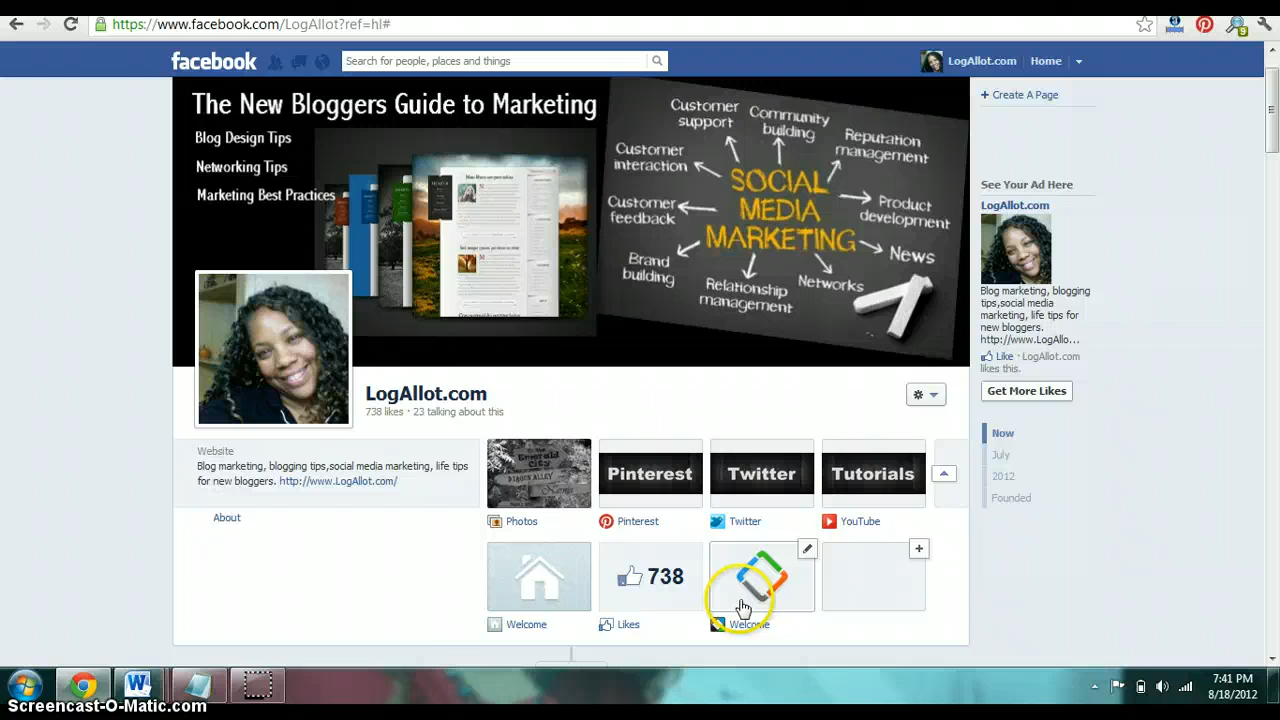 https://www.facebook.com/LogAllot?ref=hl#
9
facebook
Search for people, places and things
LogAllot.com
Home
The New Bloggers Guide to Marketing
Blog Design Tips
Networking Tips
Marketing Best Practices
Customer support
Community building
Reputation management
Customer interaction
SOCIAL MEDIA MARKETING
Customer feedback
Product development
News
Brand building
Relationship management
Networks
+ Create A Page
See Your Ad Here
LogAllot.com
Blog marketing, blogging
tips,social media
marketing, life tips for
new bloggers.
http://www.LogAllo...
Like · LogAllot.com
likes this.
Get More Likes
Now
July
2012
Founded
LogAllot.com
738 likes · 23 talking about this
Website
Blog marketing, blogging tips,social media marketing, life tips
for new bloggers. http://www.LogAllot.com/
About
The
Emerald
City
DIAGON ALLEY
Photos
Pinterest
Pinterest
Twitter
Twitter
Tutorials
YouTube
Welcome
738
Likes
Welcome
+
7:41 PM
8/18/2012
Screencast-O-Matic.com